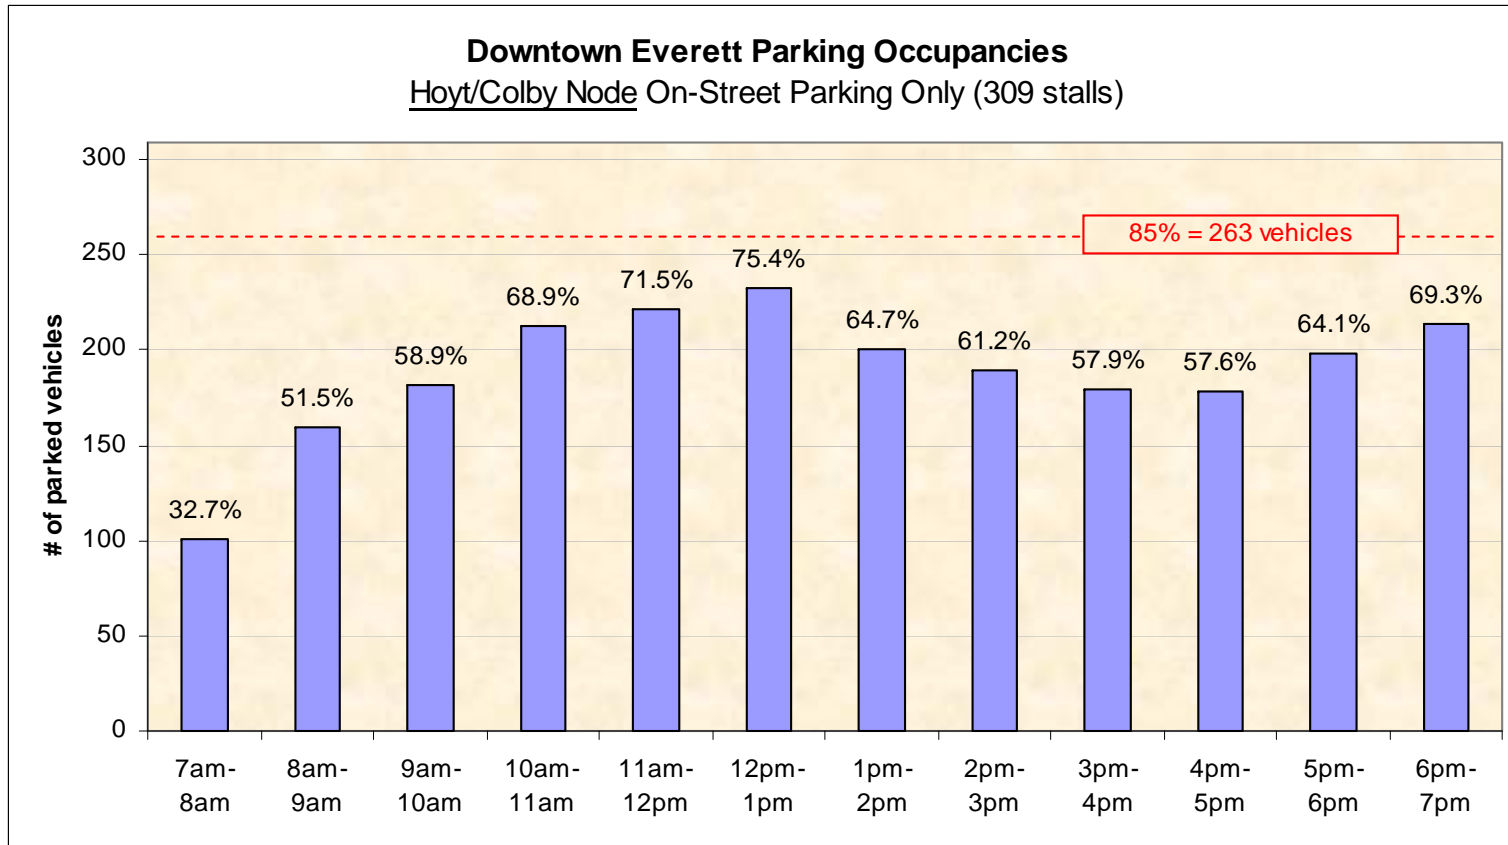 Downtown Everett Parking Occupancies
Hoyt/Colby Node On-Street Parking Only (309 stalls)
# of parked vehicles
300
250
200
150
100
50
0
85% = 263 vehicles
32.7%
51.5%
58.9%
68.9%
71.5%
75.4%
64.7%
61.2%
57.9%
57.6%
64.1%
69.3%
7am-
8am
8am-
9am
9am-
10am
10am-
11am
11am-
12pm
12pm-
1pm
1pm-
2pm
2pm-
3pm
3pm-
4pm
4pm-
5pm
5pm-
6pm
6pm-
7pm